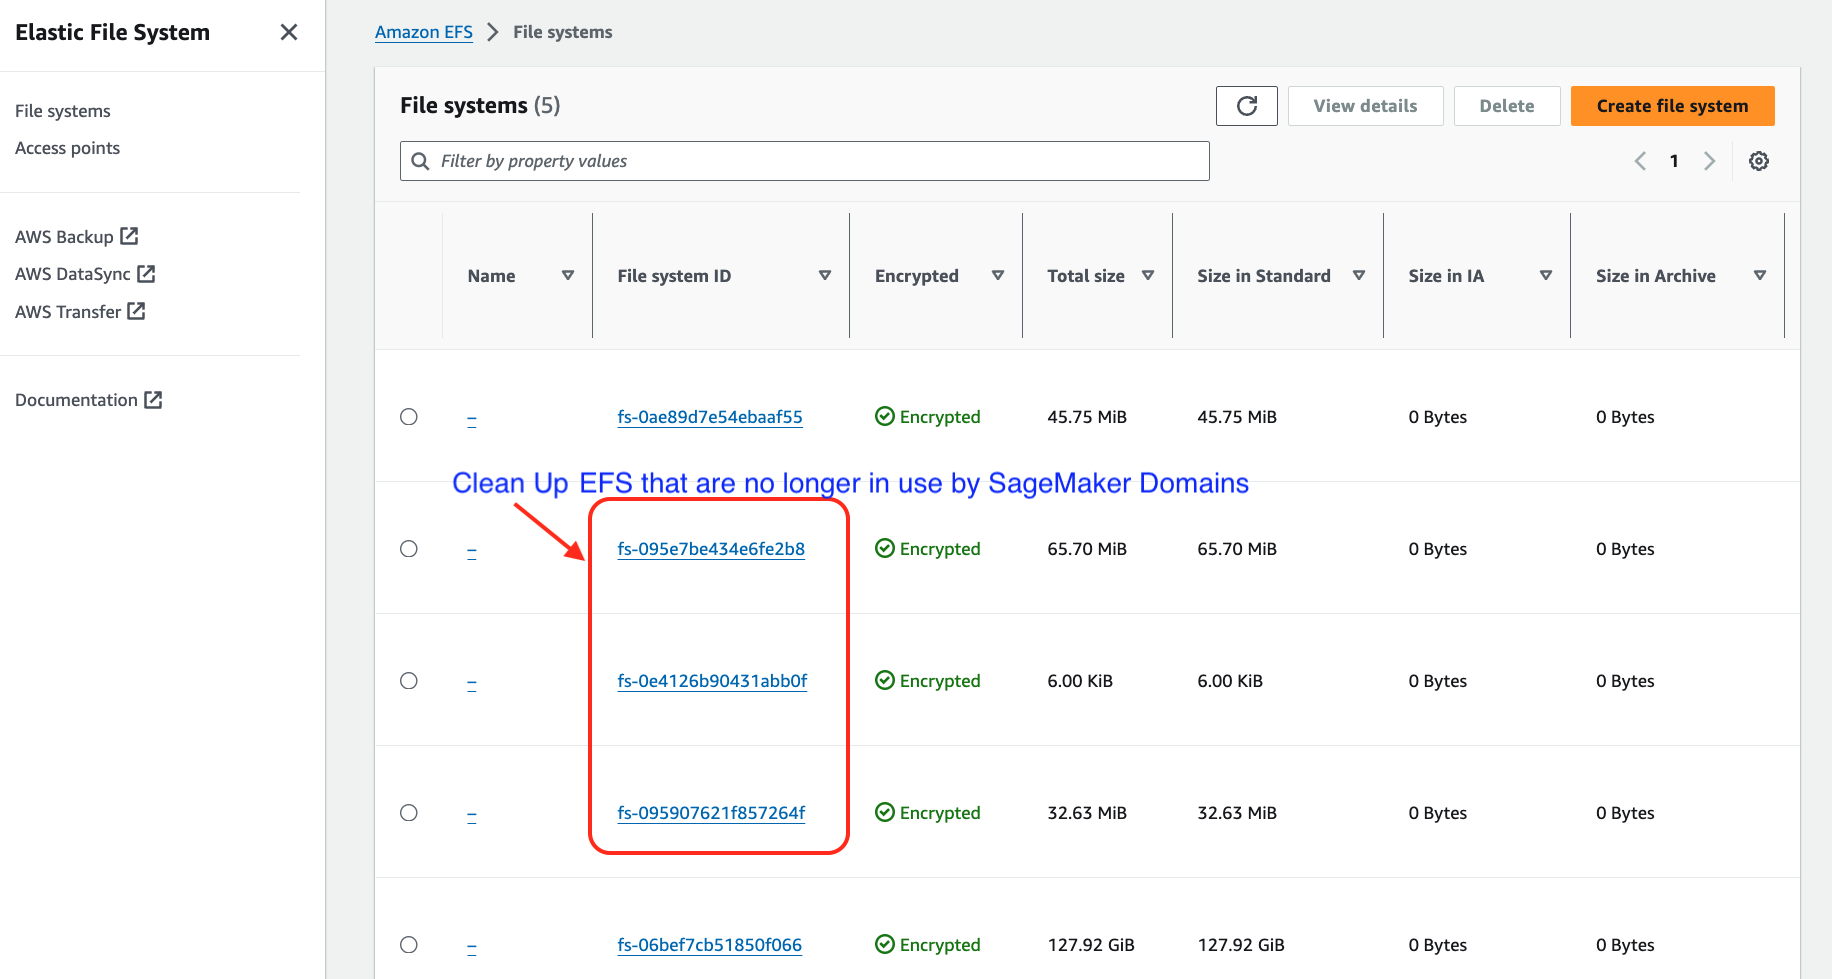 Elastic File System
File systems
Access points
AWS Backup
AWS DataSync
AWS Transfer
Documentation
Amazon EFS > File systems
File systems (5)
View details
Delete
Create file system
Filter by property values
1
Name File system ID Encrypted Total size Size in Standard Size in IA Size in Archive
– fs-0ae89d7e54ebaaf55 Encrypted 45.75 MiB 45.75 MiB 0 Bytes 0 Bytes
Clean Up EFS that are no longer in use by SageMaker Domains
– fs-095e7be434e6fe2b8 Encrypted 65.70 MiB 65.70 MiB 0 Bytes 0 Bytes
– fs-0e4126b90431abb0f Encrypted 6.00 KiB 6.00 KiB 0 Bytes 0 Bytes
– fs-095907621f857264f Encrypted 32.63 MiB 32.63 MiB 0 Bytes 0 Bytes
– fs-06bef7cb51850f066 Encrypted 127.92 GiB 127.92 GiB 0 Bytes 0 Bytes